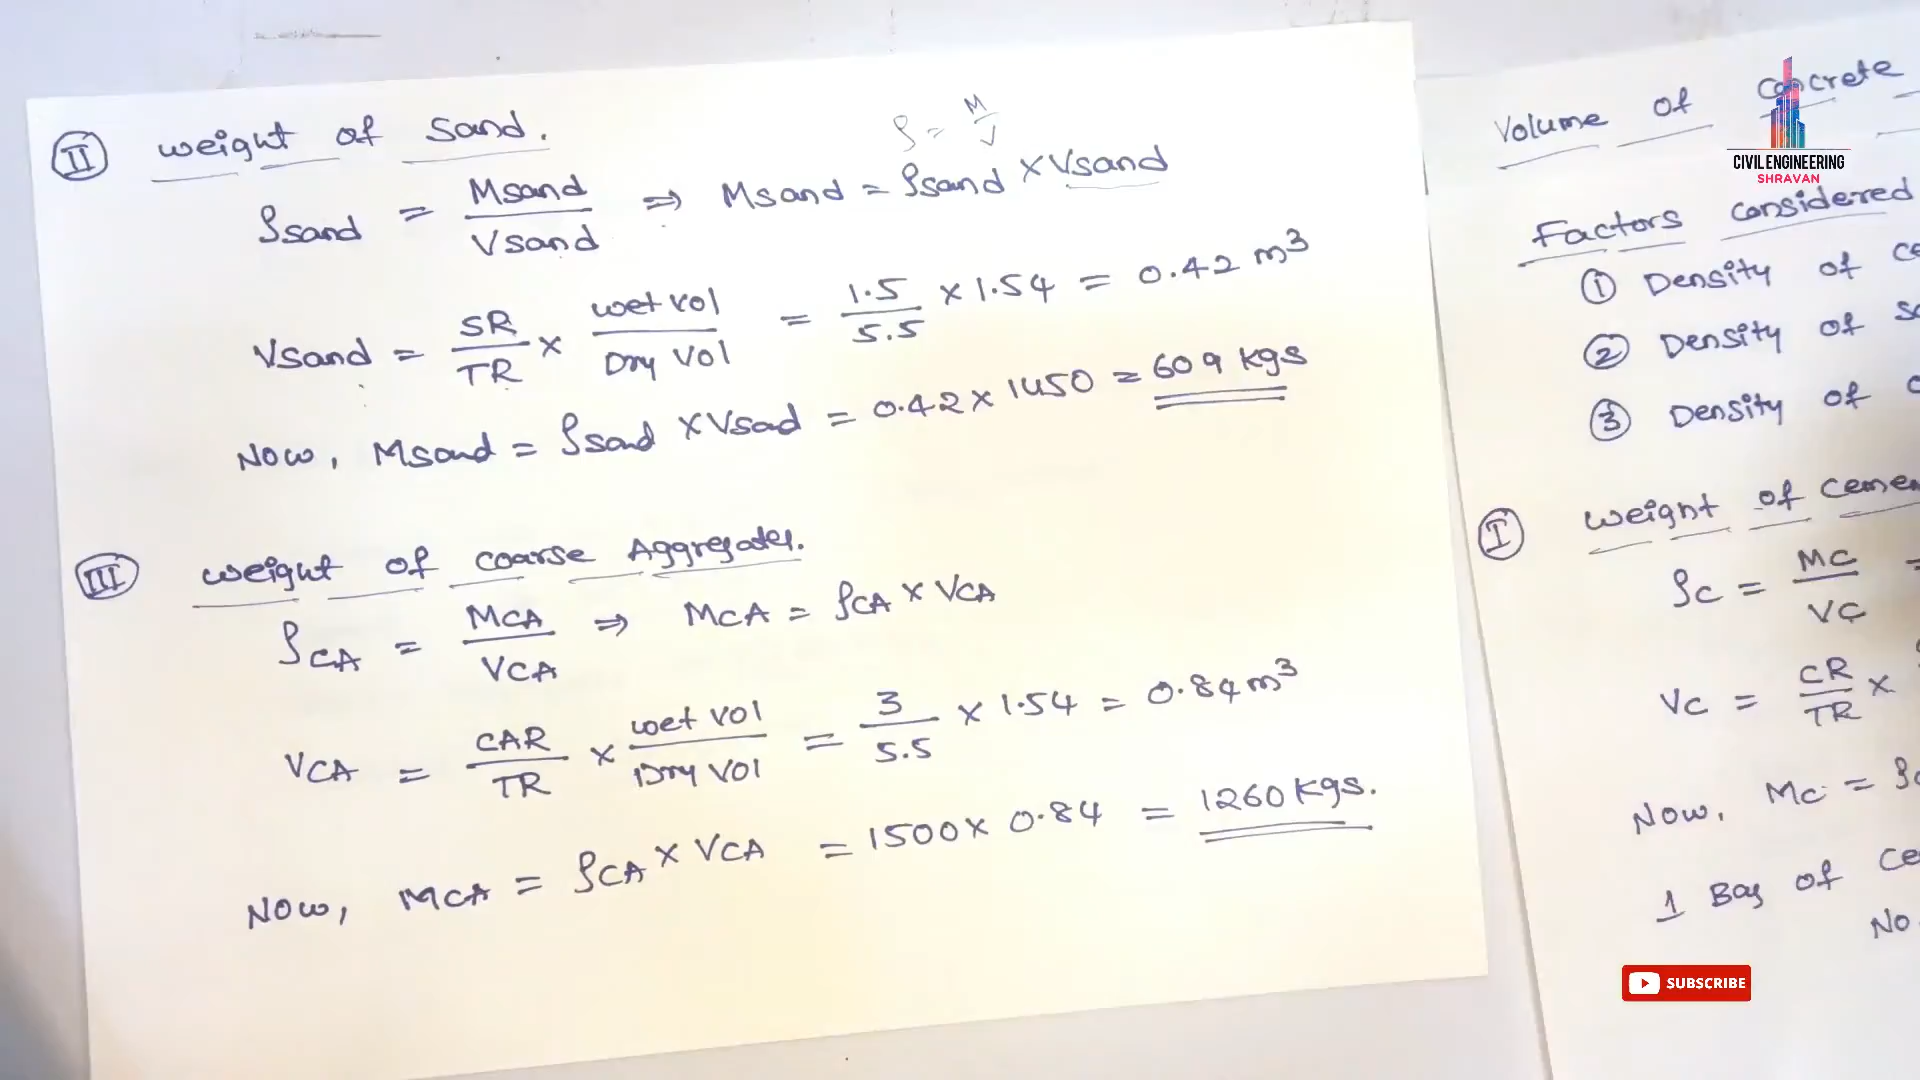 II weight of sand.
ρ = M/V
ρsand = Msand/Vsand ⇒ Msand = ρsand × Vsand
Vsand = SR/TR × wet vol/Dry vol = 1.5/5.5 × 1.54 = 0.42 m³
Now, Msand = ρsand × Vsad = 0.42 × 1450 = 609 kgs
III weight of coarse Aggregates.
ρCA = MCA/VCA ⇒ MCA = ρCA × VCA
VCA = CAR/TR × wet vol/Dry vol = 3/5.5 × 1.54 = 0.84 m³
Now, MCA = ρCA × VCA = 1500 × 0.84 = 1260 kgs.
Volume of concrete
Factors considered
1 Density of
2 Density of
3 Density of
I weight of
ρc = Mc/Vc =
Vc = CR/TR ×
Now, Mc =
1 Bag of
No.
CIVIL ENGINEERING
SHRAVAN
SUBSCRIBE